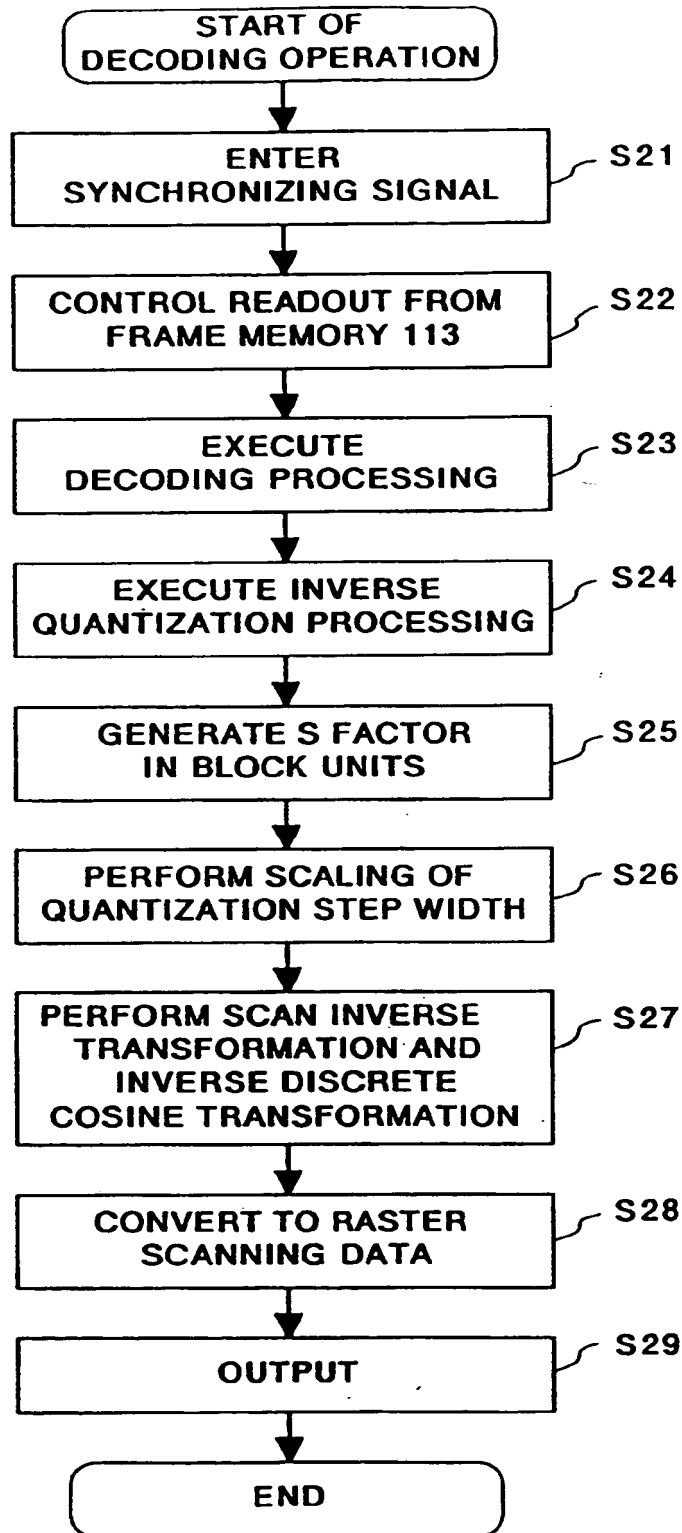 START OF
DECODING OPERATION
ENTER
SYNCHRONIZING SIGNAL
S21
CONTROL READOUT FROM
FRAME MEMORY 113
S22
EXECUTE
DECODING PROCESSING
S23
EXECUTE INVERSE
QUANTIZATION PROCESSING
S24
GENERATE S FACTOR
IN BLOCK UNITS
S25
PERFORM SCALING OF
QUANTIZATION STEP WIDTH
S26
PERFORM SCAN INVERSE
TRANSFORMATION AND
INVERSE DISCRETE
COSINE TRANSFORMATION
S27
CONVERT TO RASTER
SCANNING DATA
S28
OUTPUT
S29
END